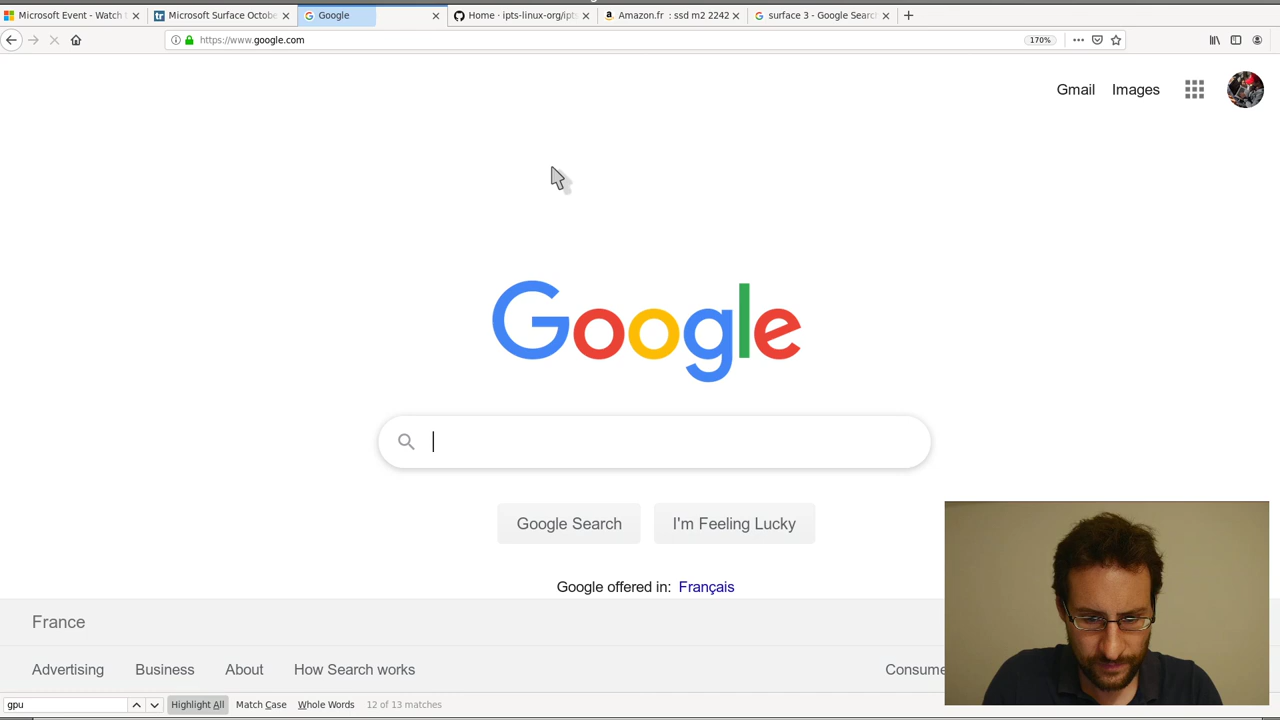 Microsoft Event - Watch t
Microsoft Surface Octobe
Google
Home · ipts-linux-org/ipts
Amazon.fr : ssd m2 2242
surface 3 - Google Search
https://www.google.com
170%
Gmail
Images
Google
Google Search
I'm Feeling Lucky
Google offered in: Français
France
Advertising
Business
About
How Search works
Consume
gpu
Highlight All
Match Case
Whole Words
12 of 13 matches